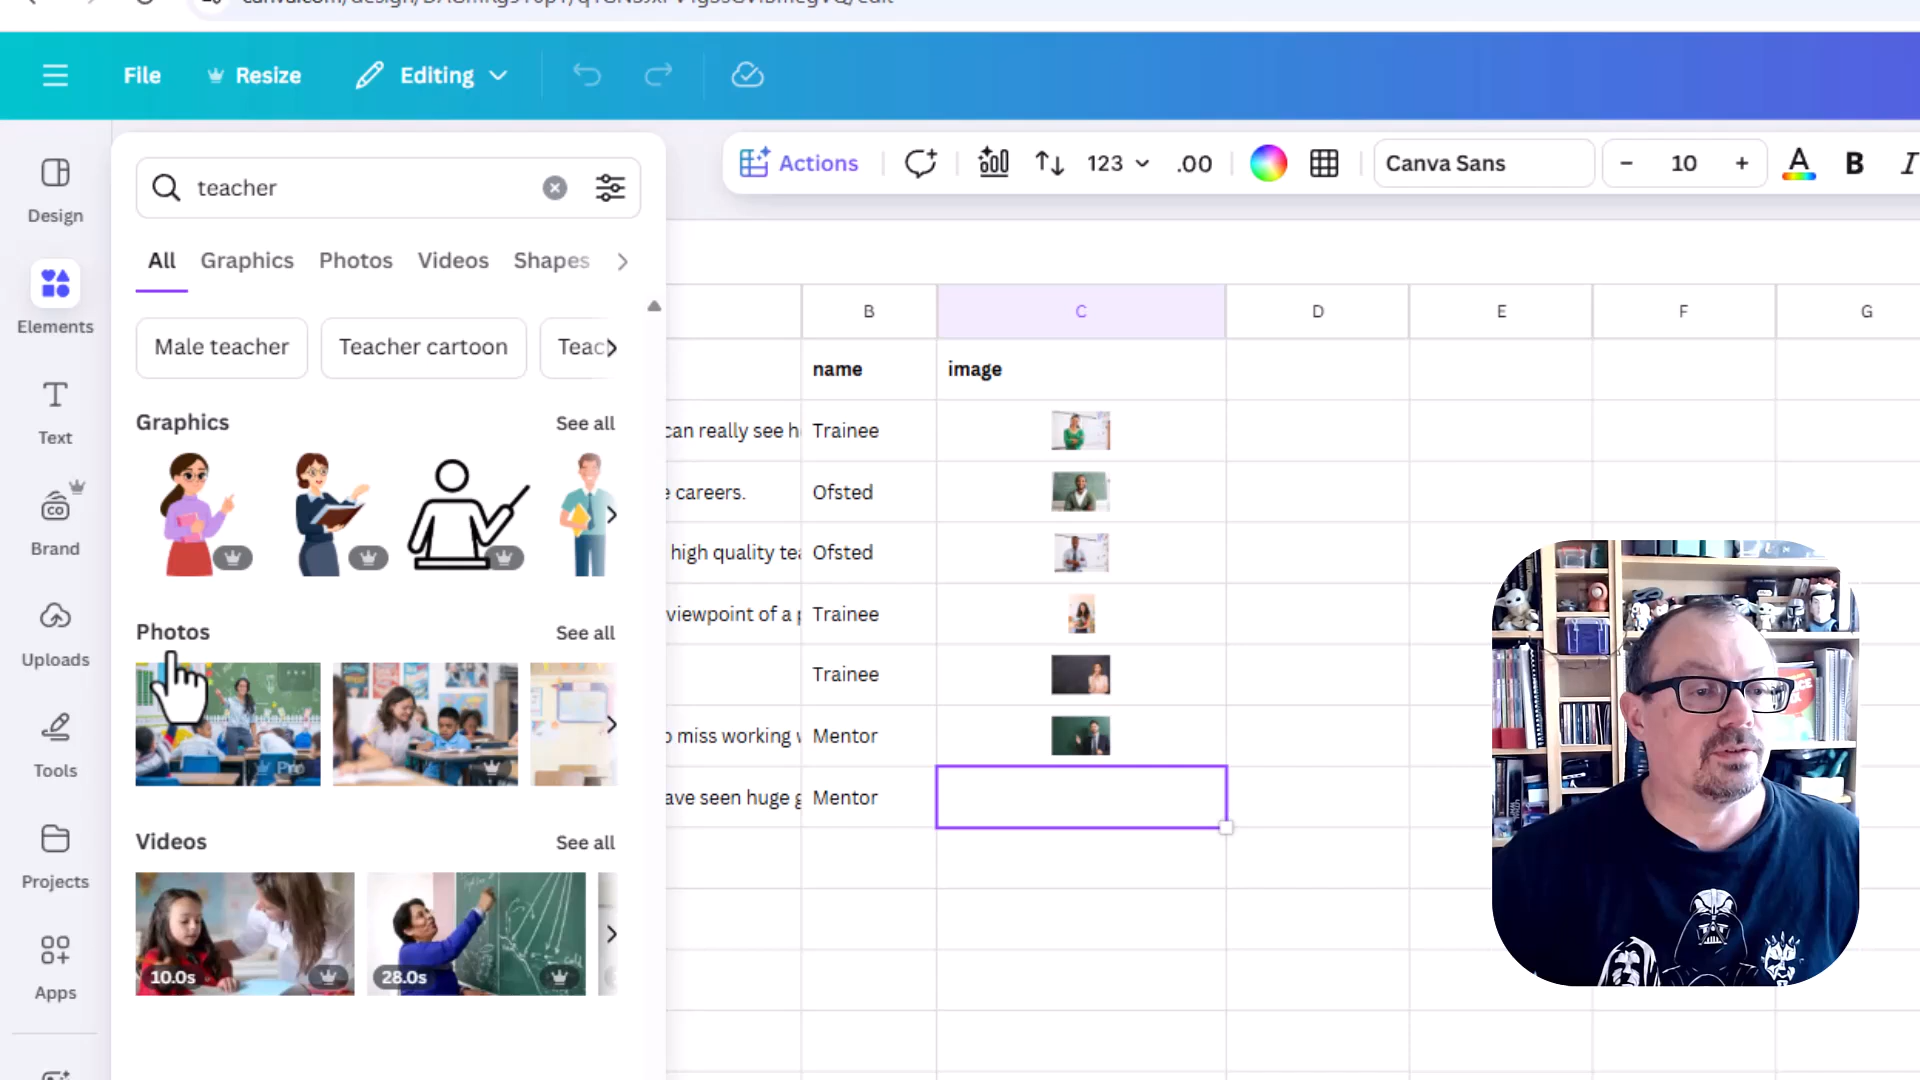 File
Resize
Editing
Design
Elements
Text
Brand
Uploads
Tools
Projects
Apps
teacher
All
Graphics
Photos
Videos
Shapes
Male teacher
Teacher cartoon
Teac
Graphics
See all
Photos
See all
Pro
Videos
See all
10.0s
28.0s
Actions
123
.00
Canva Sans
- 10 +
A
B
I
B C D E F G
name image
can really see h Trainee
e careers. Ofsted
high quality tea Ofsted
viewpoint of a p Trainee
Trainee
o miss working w Mentor
ave seen huge g Mentor